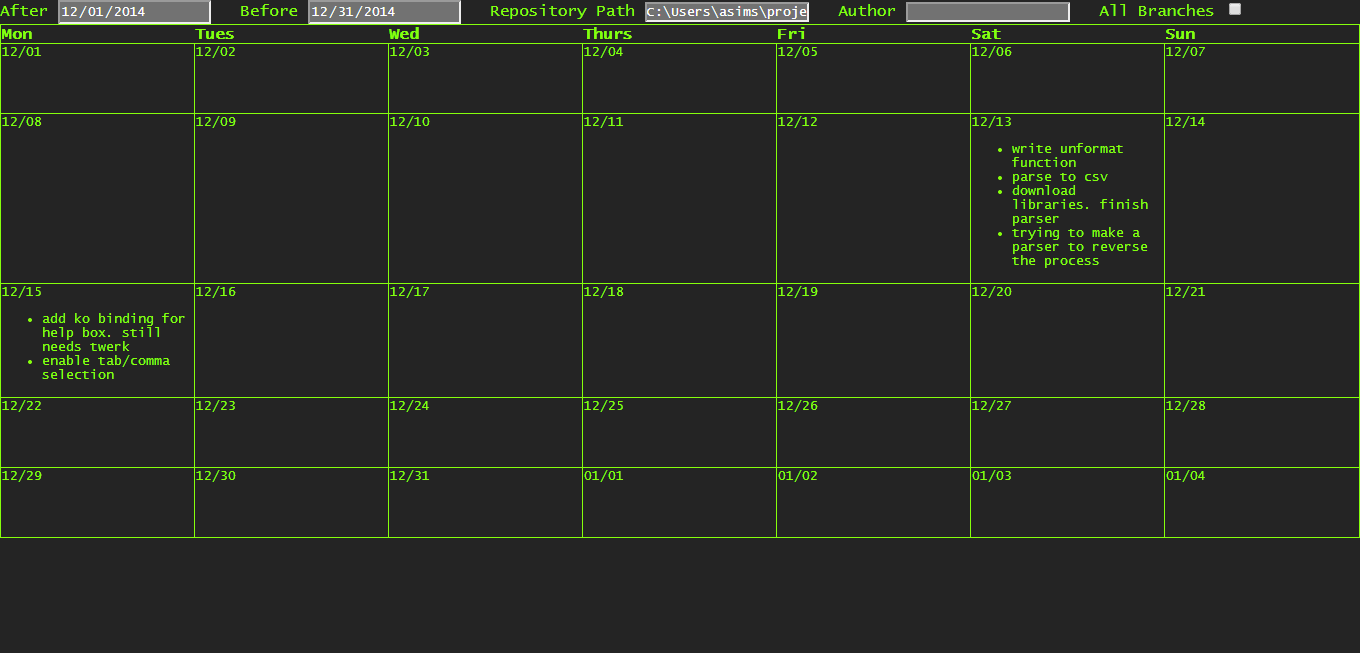 After 12/01/2014 Before 12/31/2014 Repository Path C:\Users\asims\proje Author All Branches
Mon Tues Wed Thurs Fri Sat Sun
12/01 12/02 12/03 12/04 12/05 12/06 12/07
12/08 12/09 12/10 12/11 12/12 12/13 12/14
• write unformat
function
• parse to csv
• download
libraries. finish
parser
• trying to make a
parser to reverse
the process
12/15 12/16 12/17 12/18 12/19 12/20 12/21
• add ko binding for
help box. still
needs twerk
• enable tab/comma
selection
12/22 12/23 12/24 12/25 12/26 12/27 12/28
12/29 12/30 12/31 01/01 01/02 01/03 01/04